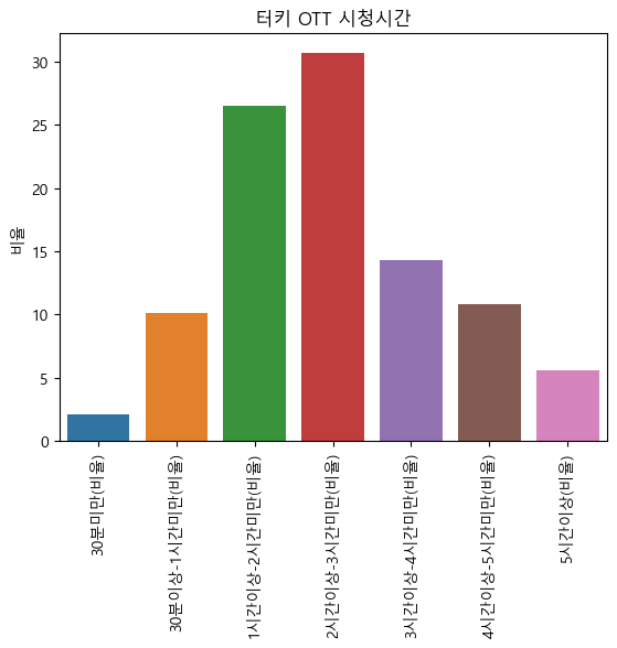 터키 OTT 시청시간
비율
30
25
20
15
10
5
0
30분미만(비율)
30분이상-1시간미만(비율)
1시간이상-2시간미만(비율)
2시간이상-3시간미만(비율)
3시간이상-4시간미만(비율)
4시간이상-5시간미만(비율)
5시간이상(비율)